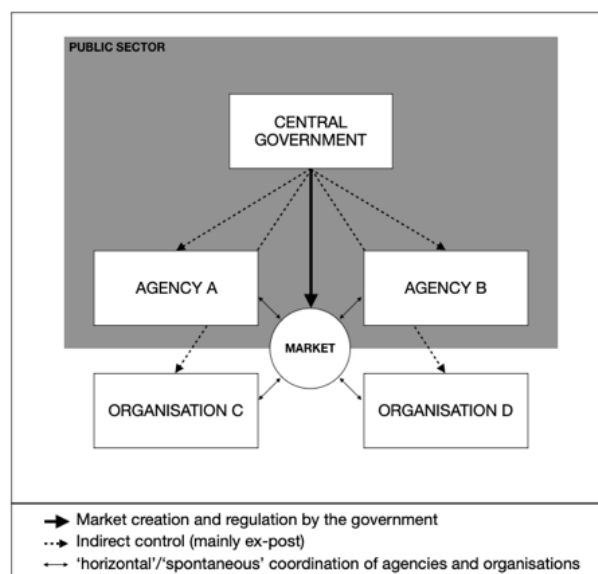 PUBLIC SECTOR
CENTRAL
GOVERNMENT
AGENCY A
AGENCY B
MARKET
ORGANISATION C
ORGANISATION D
Market creation and regulation by the government
Indirect control (mainly ex-post)
‘horizontal’/‘spontaneous’ coordination of agencies and organisations